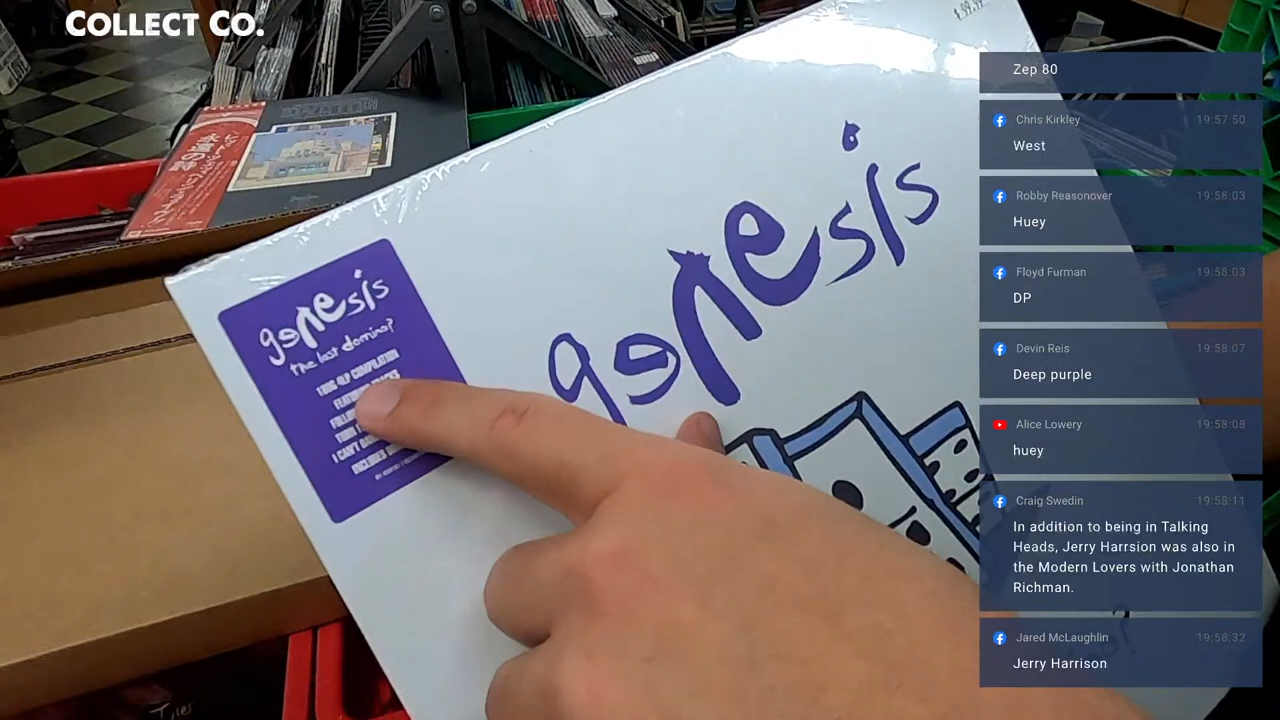 COLLECT CO.
genesis
genesis
the last domino?
FEATURING
Zep 80
Chris Kirkley 19:57:50
West
Robby Reasonover 19:58:03
Huey
Floyd Furman 19:58:03
DP
Devin Reis 19:58:07
Deep purple
Alice Lowery 19:58:08
huey
Craig Swedin 19:58:11
In addition to being in Talking
Heads, Jerry Harrsion was also in
the Modern Lovers with Jonathan
Richman.
Jared McLaughlin 19:58:32
Jerry Harrison